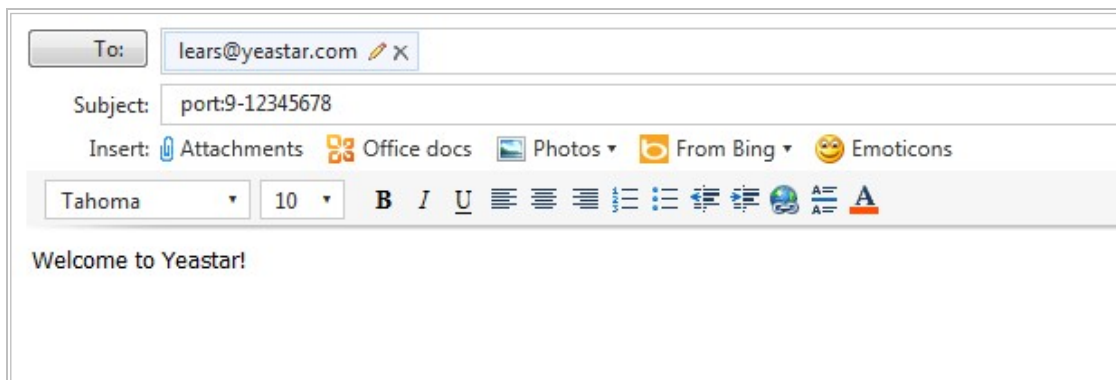 To: lears@yeastar.com
Subject: port:9-12345678
Insert: Attachments Office docs Photos From Bing Emoticons
Tahoma 10 B I U A
Welcome to Yeastar!